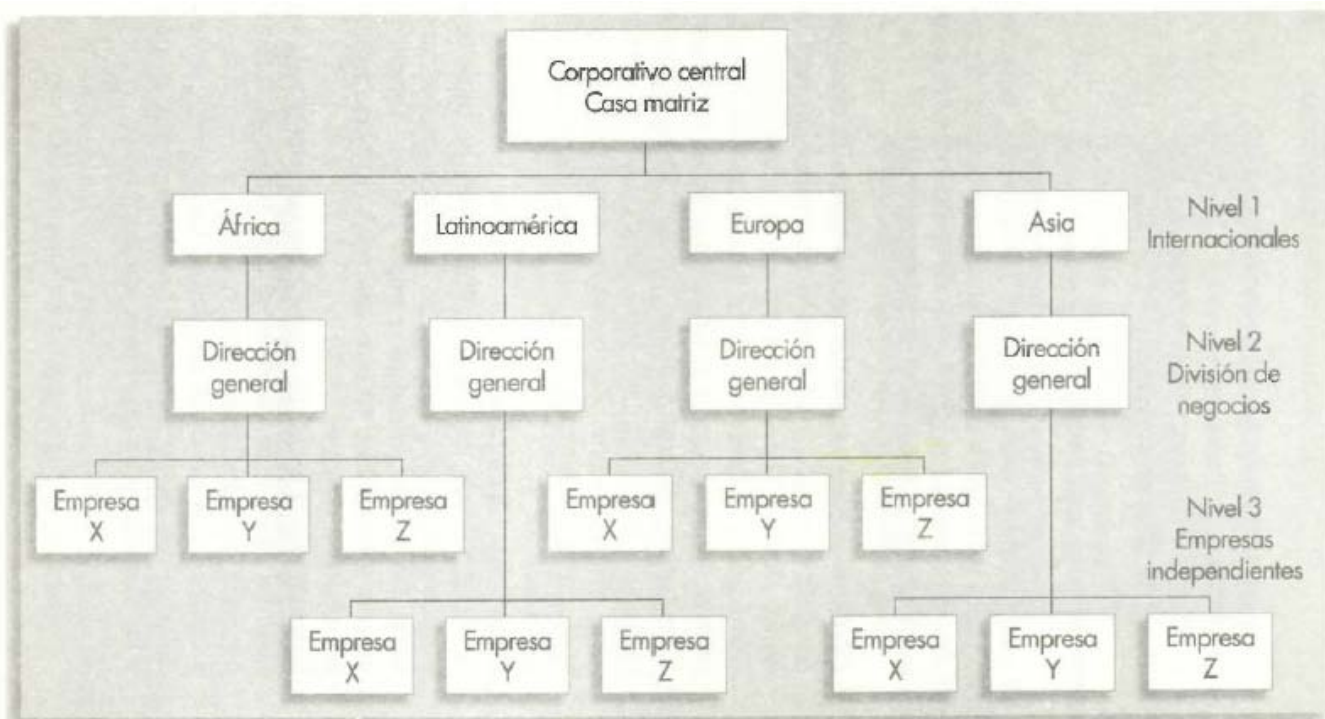 Corporativo central
Casa matriz
África
Latinoamérica
Europa
Asia
Nivel 1
Internacionales
Dirección
general
Dirección
general
Dirección
general
Dirección
general
Nivel 2
División de
negocios
Empresa
X
Empresa
Y
Empresa
Z
Empresa
X
Empresa
Y
Empresa
Z
Nivel 3
Empresas
independientes
Empresa
X
Empresa
Y
Empresa
Z
Empresa
X
Empresa
Y
Empresa
Z